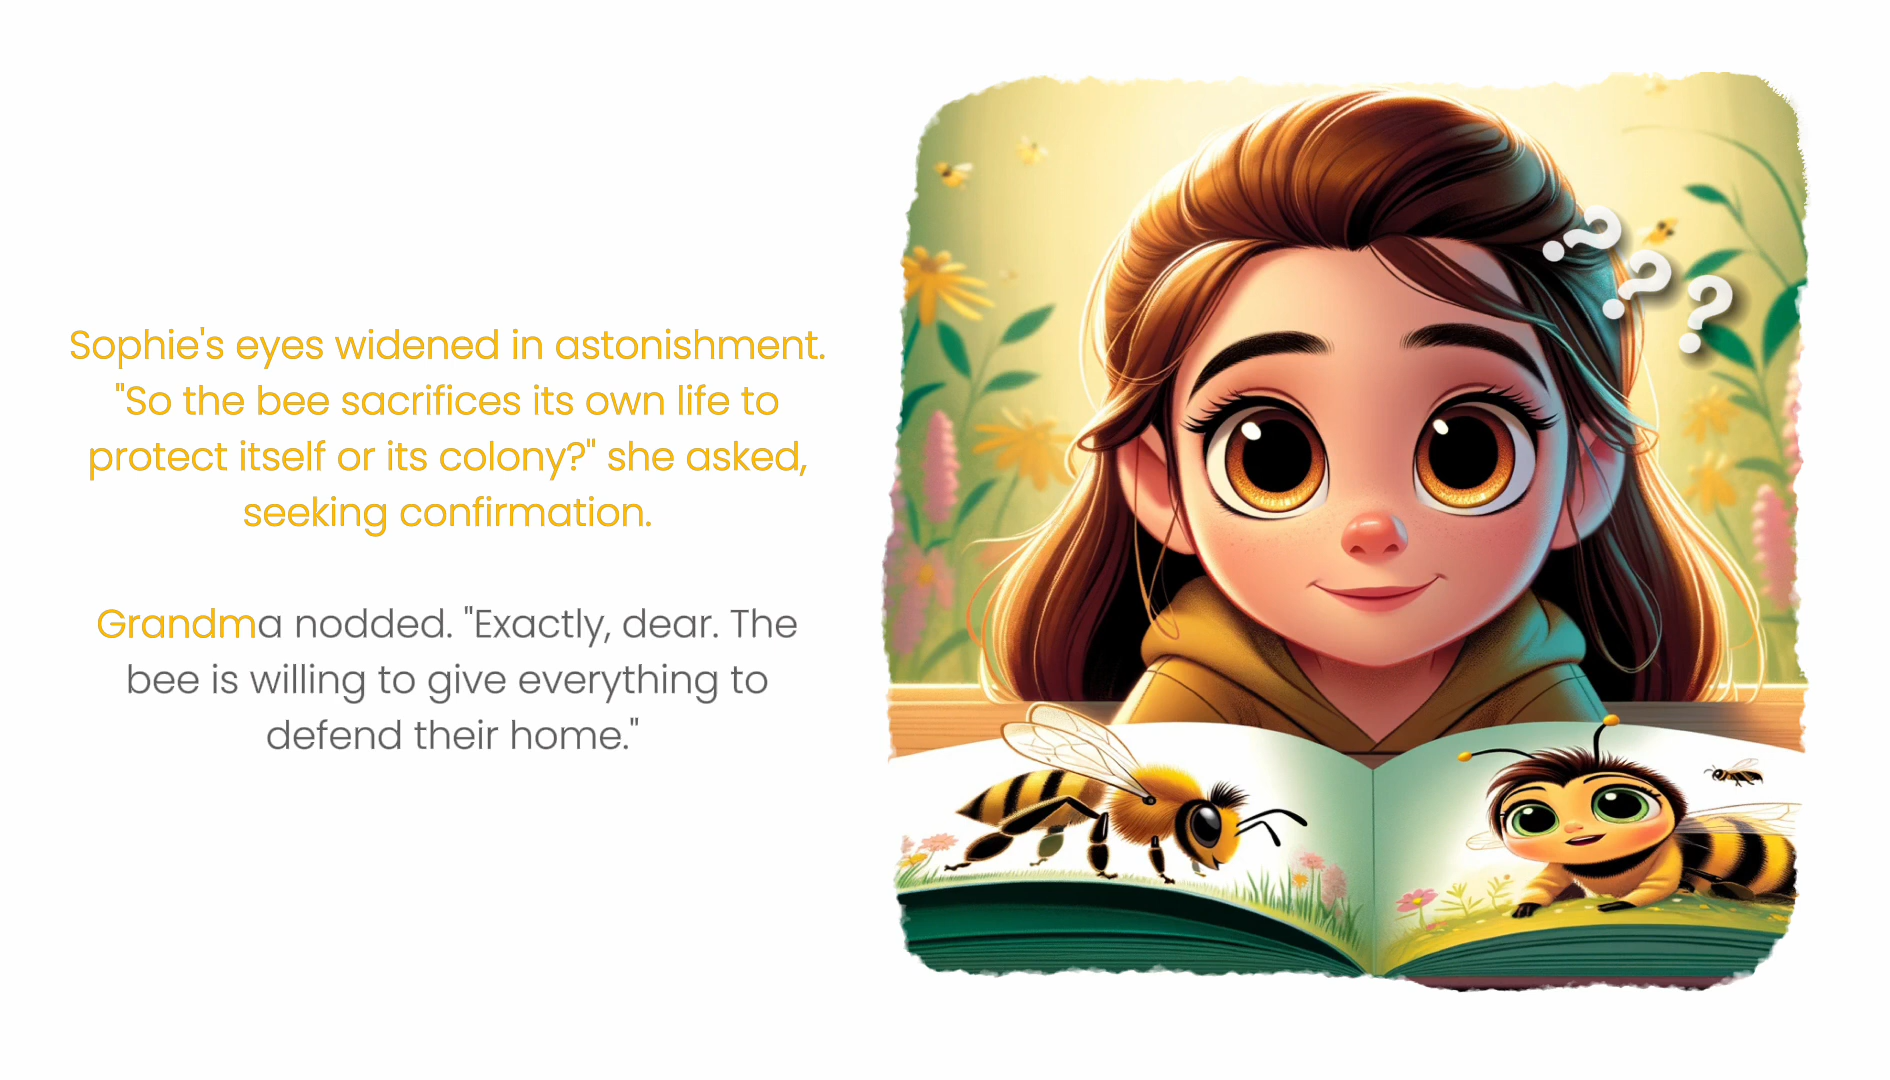 Sophie's eyes widened in astonishment.
"So the bee sacrifices its own life to
protect itself or its colony?" she asked,
seeking confirmation.
Grandma nodded. "Exactly, dear. The
bee is willing to give everything to
defend their home."
???